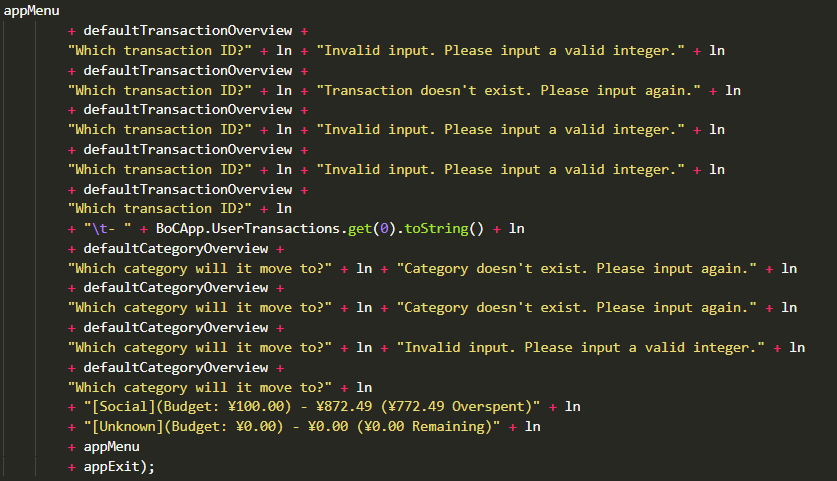 appMenu
+ defaultTransactionOverview +
"Which transaction ID?" + ln + "Invalid input. Please input a valid integer." + ln
+ defaultTransactionOverview +
"Which transaction ID?" + ln + "Transaction doesn't exist. Please input again." + ln
+ defaultTransactionOverview +
"Which transaction ID?" + ln + "Invalid input. Please input a valid integer." + ln
+ defaultTransactionOverview +
"Which transaction ID?" + ln + "Invalid input. Please input a valid integer." + ln
+ defaultTransactionOverview +
"Which transaction ID?" + ln
+ "\t- " + BoCApp.UserTransactions.get(0).toString() + ln
+ defaultCategoryOverview +
"Which category will it move to?" + ln + "Category doesn't exist. Please input again." + ln
+ defaultCategoryOverview +
"Which category will it move to?" + ln + "Category doesn't exist. Please input again." + ln
+ defaultCategoryOverview +
"Which category will it move to?" + ln + "Invalid input. Please input a valid integer." + ln
+ defaultCategoryOverview +
"Which category will it move to?" + ln
+ "[Social](Budget: ¥100.00) - ¥872.49 (¥772.49 Overspent)" + ln
+ "[Unknown](Budget: ¥0.00) - ¥0.00 (¥0.00 Remaining)" + ln
+ appMenu
+ appExit);